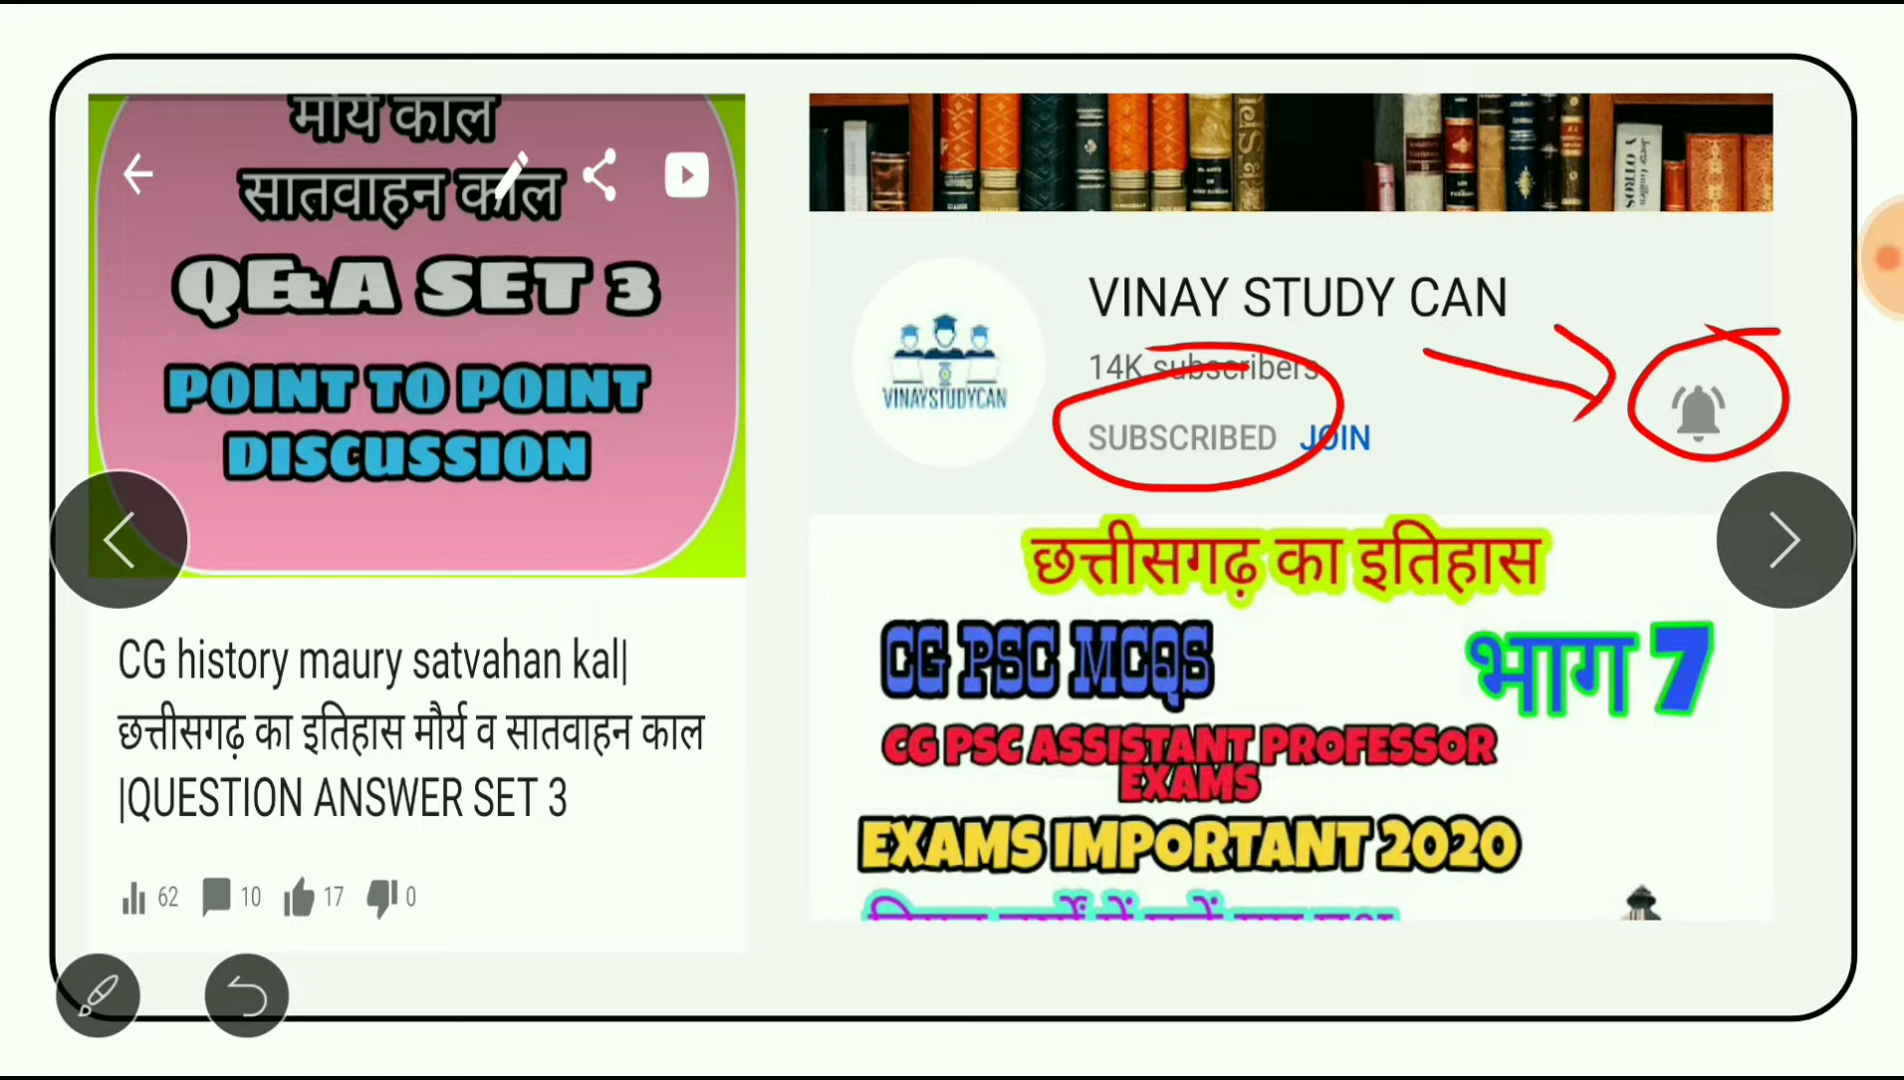 मौर्य काल
सातवाहन काल
Q&A SET 3
POINT TO POINT
DISCUSSION
CG history maury satvahan kal|
छत्तीसगढ़ का इतिहास मौर्य व सातवाहन काल
|QUESTION ANSWER SET 3
62 10 17 0
VINAY STUDY CAN
14K subscribers
VINAYSTUDYCAN
SUBSCRIBED JOIN
छत्तीसगढ़ का इतिहास
CG PSC MCQS
भाग 7
CG PSC ASSISTANT PROFESSOR
EXAMS
EXAMS IMPORTANT 2020